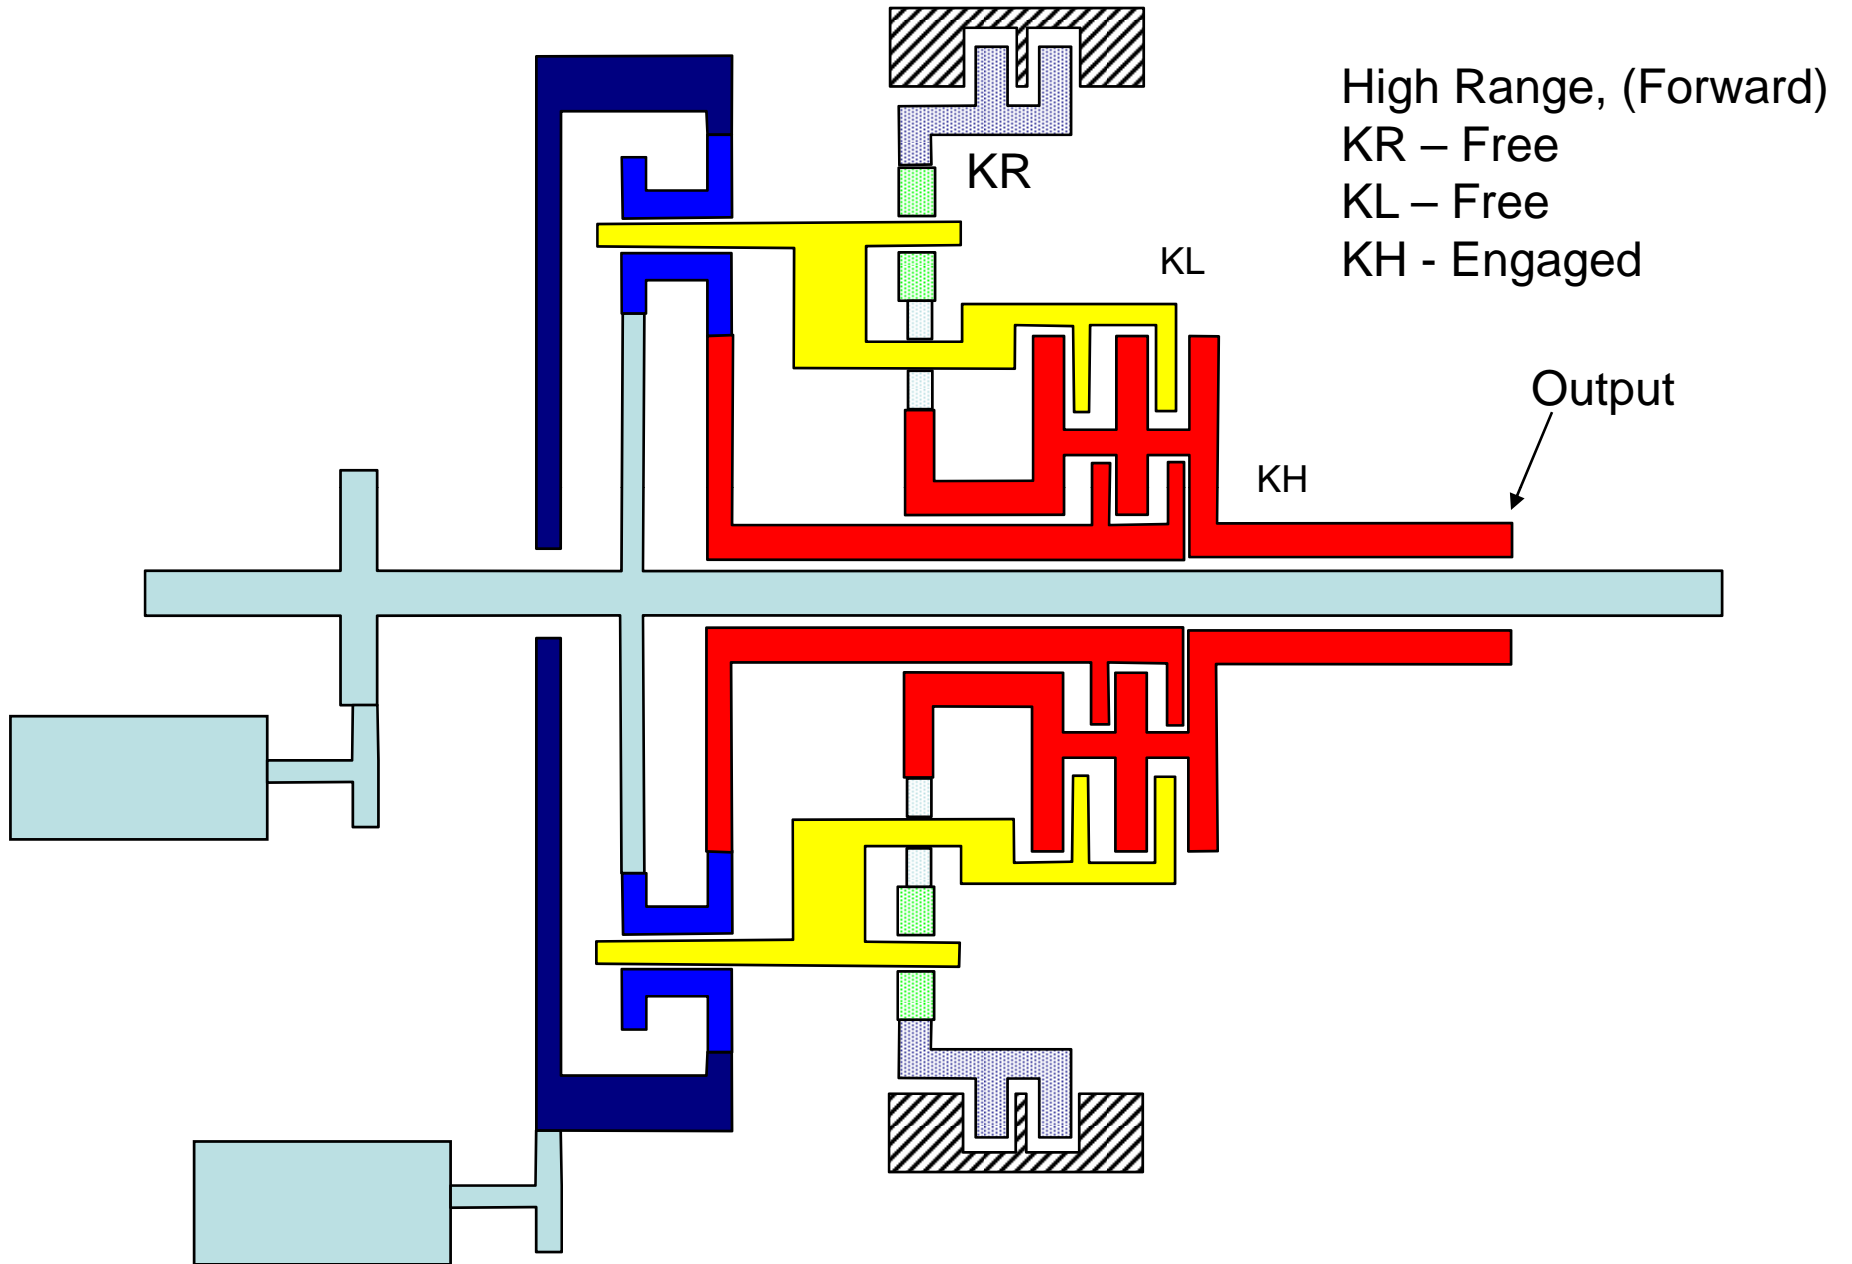 High Range, (Forward)
KR – Free
KL – Free
KH - Engaged
KR
KL
Output
KH